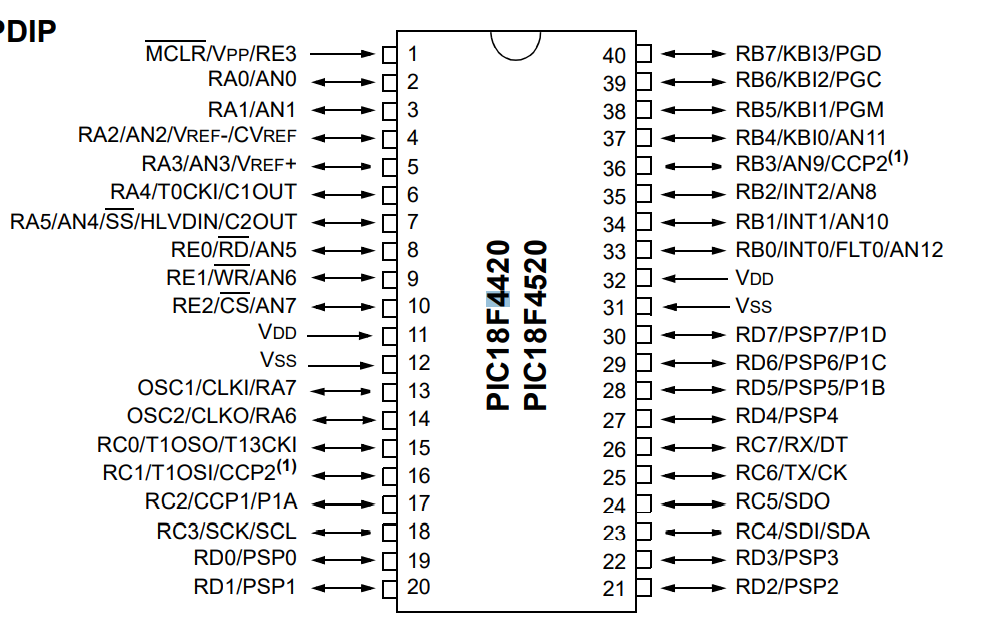 PDIP
MCLR/VPP/RE3 1 40 RB7/KBI3/PGD
RA0/AN0 2 39 RB6/KBI2/PGC
RA1/AN1 3 38 RB5/KBI1/PGM
RA2/AN2/VREF-/CVREF 4 37 RB4/KBI0/AN11
RA3/AN3/VREF+ 5 36 RB3/AN9/CCP2(1)
RA4/T0CKI/C1OUT 6 35 RB2/INT2/AN8
RA5/AN4/SS/HLVDIN/C2OUT 7 34 RB1/INT1/AN10
RE0/RD/AN5 8 33 RB0/INT0/FLT0/AN12
RE1/WR/AN6 9 32 VDD
RE2/CS/AN7 10 31 VSS
VDD 11 30 RD7/PSP7/P1D
VSS 12 29 RD6/PSP6/P1C
OSC1/CLKI/RA7 13 28 RD5/PSP5/P1B
OSC2/CLKO/RA6 14 27 RD4/PSP4
RC0/T1OSO/T13CKI 15 26 RC7/RX/DT
RC1/T1OSI/CCP2(1) 16 25 RC6/TX/CK
RC2/CCP1/P1A 17 24 RC5/SDO
RC3/SCK/SCL 18 23 RC4/SDI/SDA
RD0/PSP0 19 22 RD3/PSP3
RD1/PSP1 20 21 RD2/PSP2
PIC18F4420
PIC18F4520